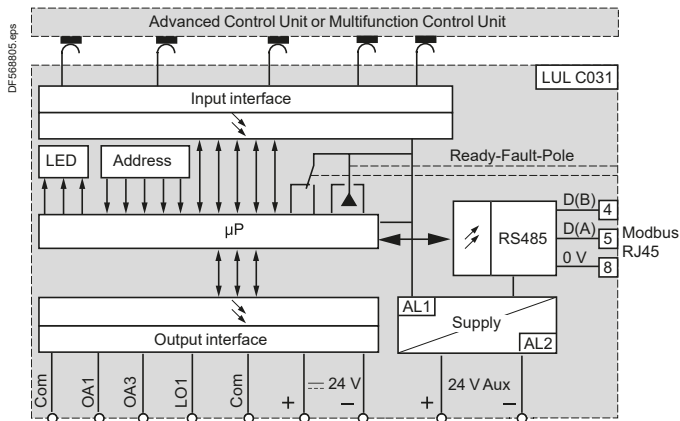 Advanced Control Unit or Multifunction Control Unit
DF568805.eps
LUL C031
Input interface
LED
Address
Ready-Fault-Pole
µP
RS485
D(B)
4
D(A)
5
0 V
8
Modbus
RJ45
AL1
Supply
AL2
Output interface
Com
OA1
OA3
LO1
Com
+
24 V
−
+
24 V Aux
−